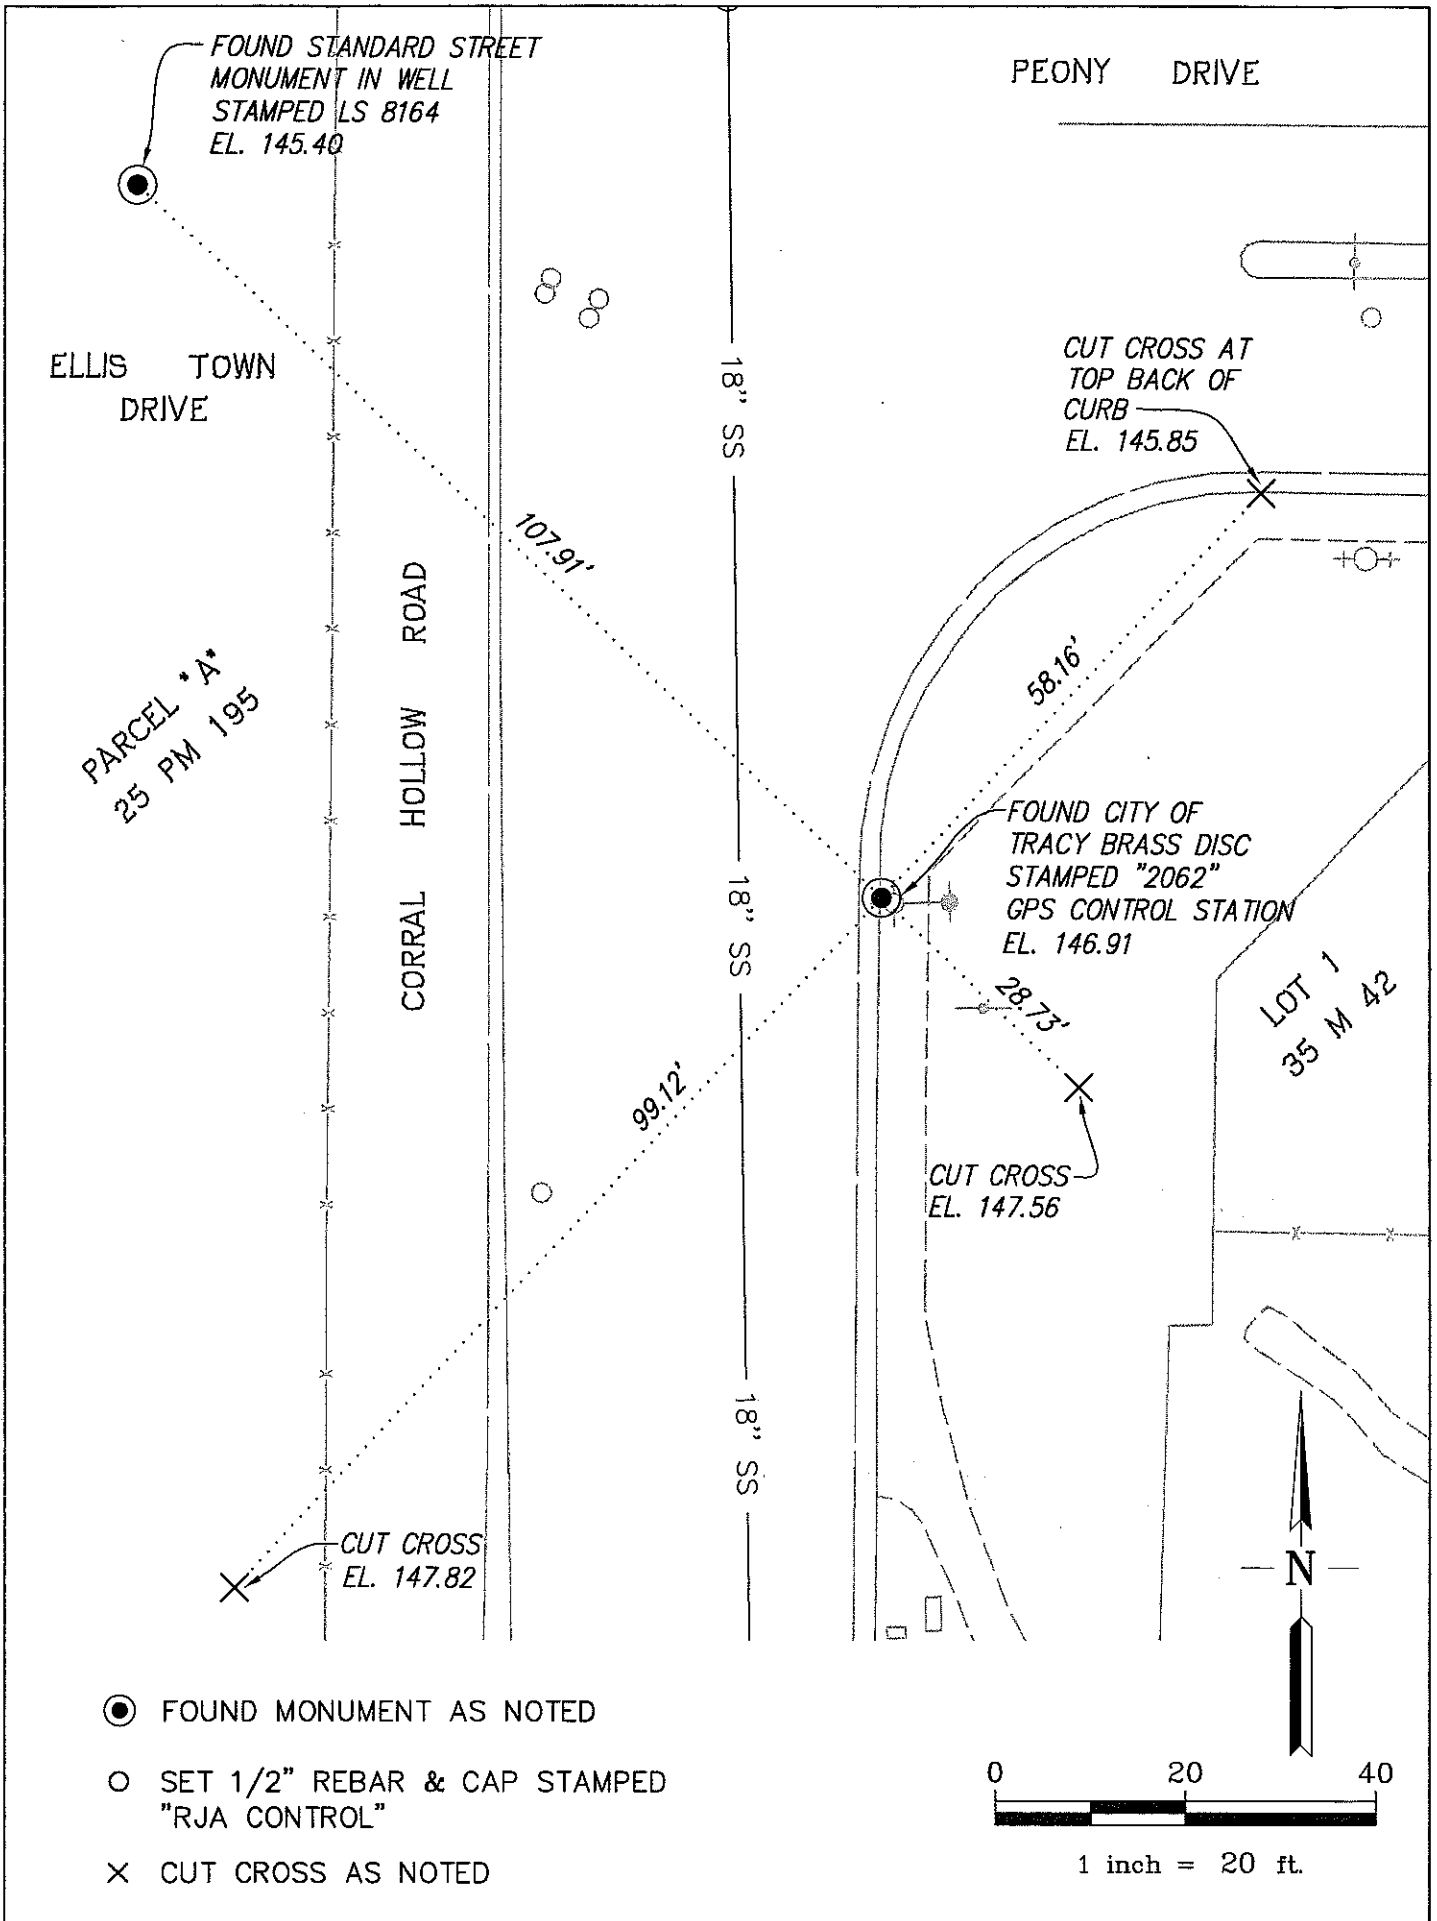 FOUND STANDARD STREET
MONUMENT IN WELL
STAMPED LS 8164
EL. 145.40
PEONY DRIVE
ELLIS TOWN
DRIVE
18" SS
CUT CROSS AT
TOP BACK OF
CURB
EL. 145.85
107.91'
58.16'
PARCEL "A"
25 PM 195
CORRAL HOLLOW ROAD
FOUND CITY OF
TRACY BRASS DISC
STAMPED "2062"
GPS CONTROL STATION
EL. 146.91
18" SS
LOT 1
35 M 42
28.73'
99.12'
CUT CROSS
EL. 147.56
18" SS
CUT CROSS
EL. 147.82
N
FOUND MONUMENT AS NOTED
SET 1/2" REBAR & CAP STAMPED
"RJA CONTROL"
CUT CROSS AS NOTED
0 20 40
1 inch = 20 ft.